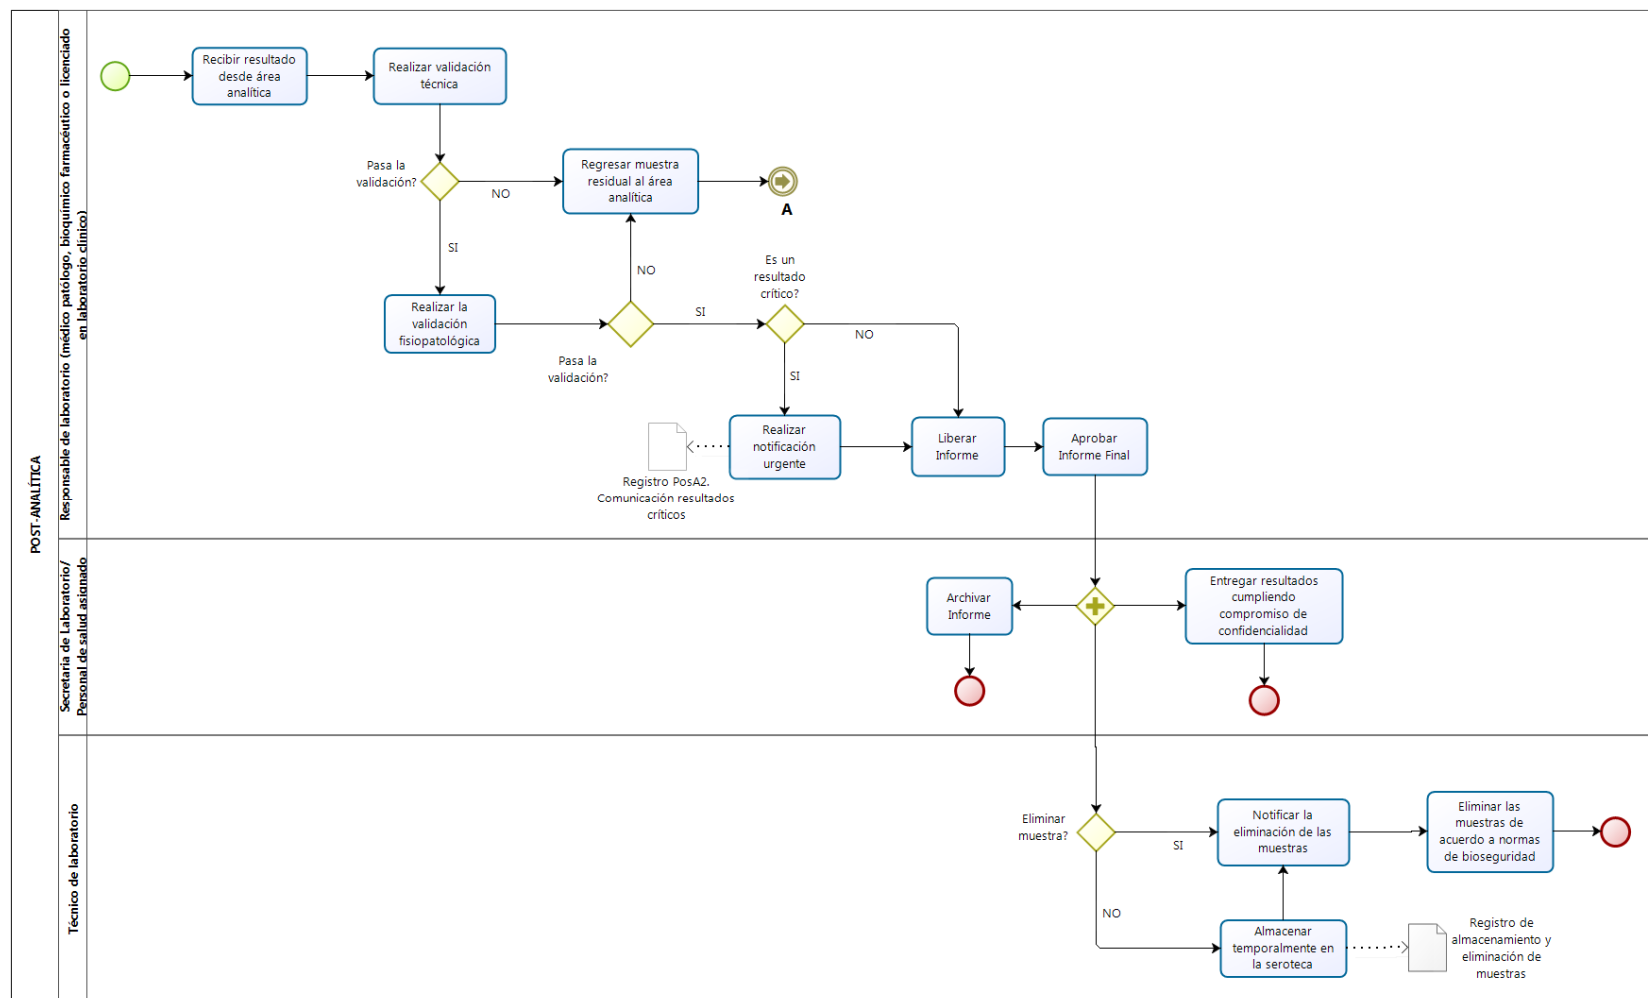 POST-ANALÍTICA
Responsable de laboratorio (médico patólogo, bioquímico farmacéutico o licenciado
en laboratorio clínico)
Recibir resultado
desde área
analítica
Realizar validación
técnica
Pasa la
validación?
NO
Regresar muestra
residual al área
analítica
A
SI
Realizar la
validación
fisiopatológica
NO
Pasa la
validación?
SI
Es un
resultado
crítico?
NO
SI
Realizar
notificación
urgente
Registro PosA2.
Comunicación resultados
críticos
Liberar
Informe
Aprobar
Informe Final
Secretaria de Laboratorio/
Personal de salud asignado
Archivar
Informe
Entregar resultados
cumpliendo
compromiso de
confidencialidad
Técnico de laboratorio
Eliminar
muestra?
SI
Notificar la
eliminación de las
muestras
Eliminar las
muestras de
acuerdo a normas
de bioseguridad
NO
Almacenar
temporalmente en
la seroteca
Registro de
almacenamiento y
eliminación de
muestras